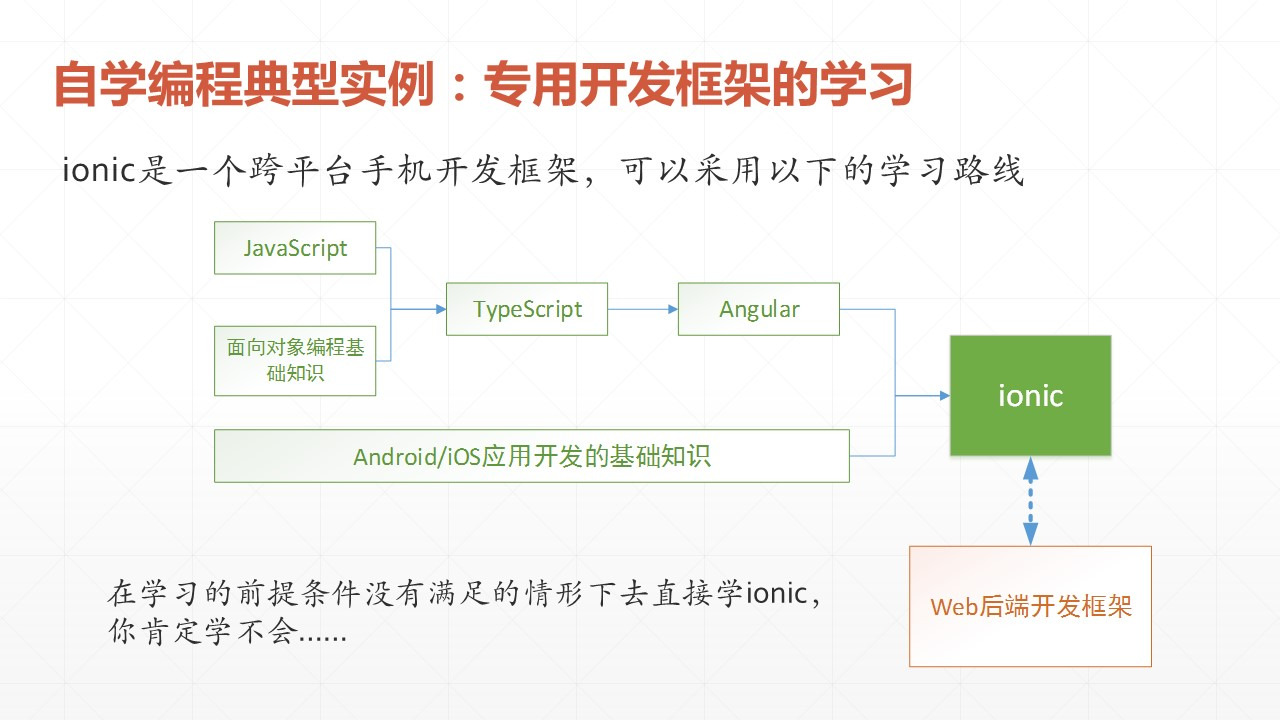 自学编程典型实例：专用开发框架的学习
ionic是一个跨平台手机开发框架，可以采用以下的学习路线
JavaScript
面向对象编程基
础知识
TypeScript
Angular
ionic
Android/iOS应用开发的基础知识
Web后端开发框架
在学习的前提条件没有满足的情形下去直接学ionic，
你肯定学不会......